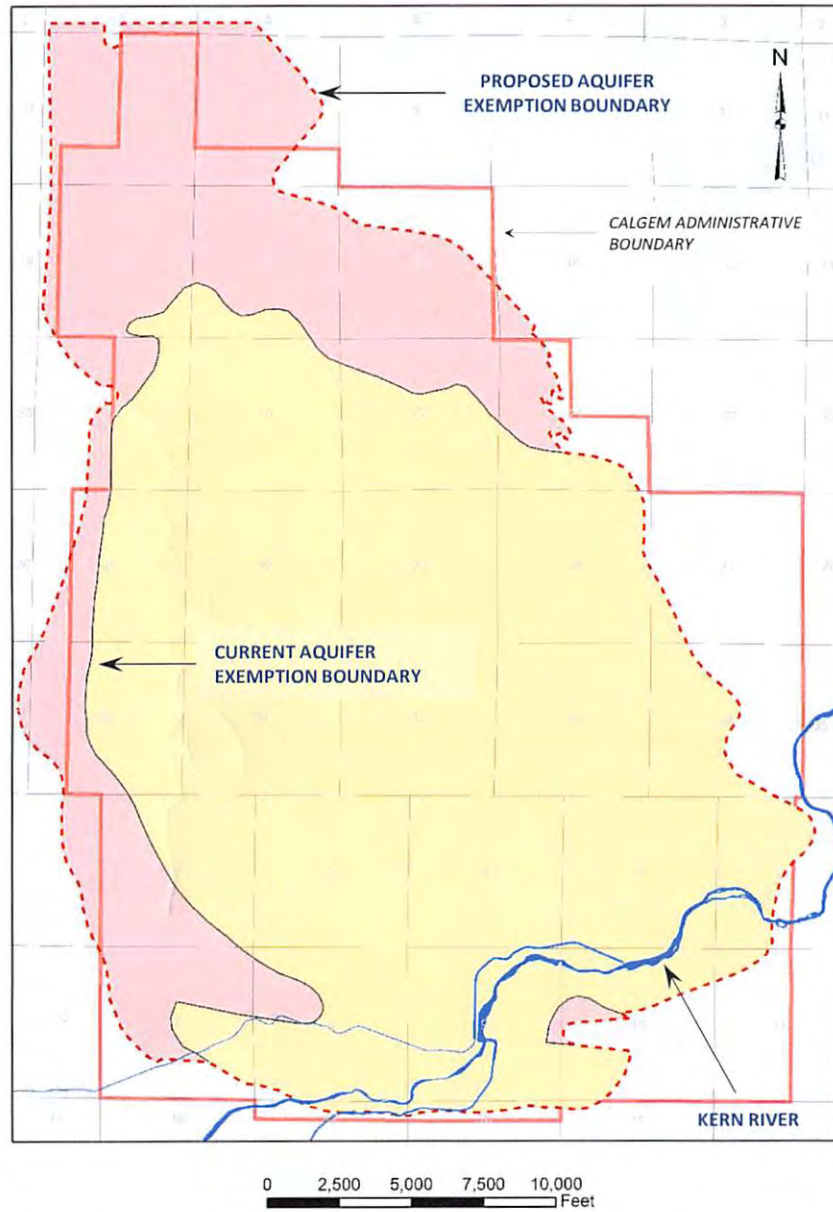 N
PROPOSED AQUIFER
EXEMPTION BOUNDARY
CALGEM ADMINISTRATIVE
BOUNDARY
CURRENT AQUIFER
EXEMPTION BOUNDARY
KERN RIVER
0 2,500 5,000 7,500 10,000
Feet